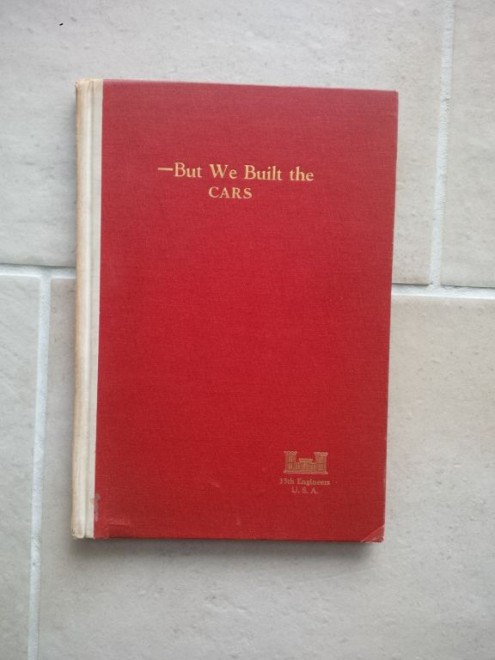 —But We Built the
CARS
35th Engineers
U. S. A.